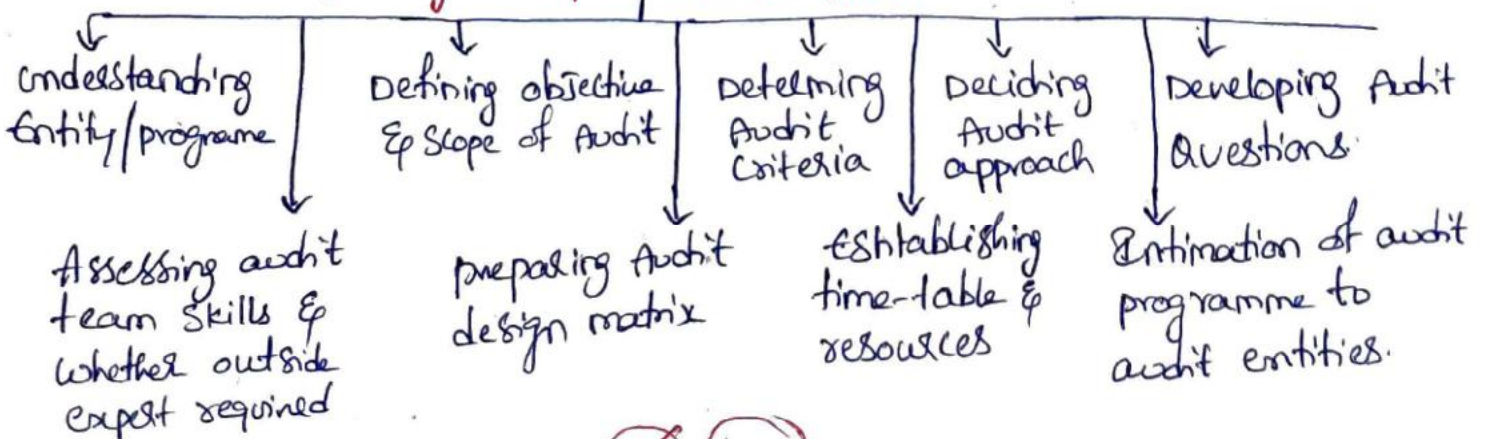 Understanding
Entity/programe
Defining objective
& Scope of Audit
Determing
Audit
Criteria
Deciding
Audit
approach
Developing Audit
Questions.
Assessing audit
team skills &
whether outside
expert required
preparing Audit
design matrix
Eshtablishing
time-table &
resources
Intimation of audit
programme to
audit entities.